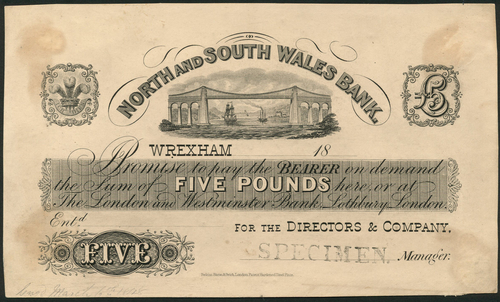 NORTH AND SOUTH WALES BANK.
£5
WREXHAM 18
Promise to pay the BEARER on demand
the Sum of FIVE POUNDS here, or at
The London and Westminster Bank, Lothbury, London.
Entd
FOR THE DIRECTORS & COMPANY,
SPECIMEN. Manager.
FIVE